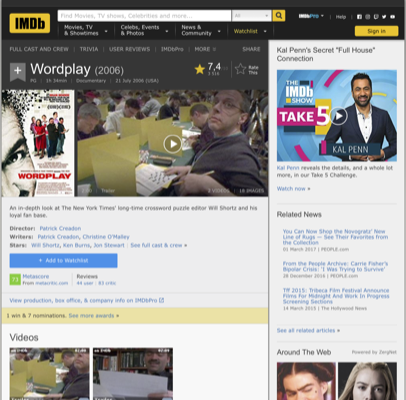 IMDb
Find Movies, TV shows, Celebrities and more...
All
IMDbPro
Help
Movies, TV & Showtimes
Celebs, Events & Photos
News & Community
Watchlist
Sign in
FULL CAST AND CREW | TRIVIA | USER REVIEWS | IMDbPro | MORE
SHARE
Wordplay (2006)
PG | 1h 34min | Documentary | 21 July 2006 (USA)
7,4
Rate This
WORDPLAY
Trailer
2 VIDEOS | 16 IMAGES
An in-depth look at The New York Times' long-time crossword puzzle editor Will Shortz and his loyal fan base.
Director: Patrick Creadon
Writers: Patrick Creadon, Christine O'Malley
Stars: Will Shortz, Ken Burns, Jon Stewart | See full cast & crew »
+ Add to Watchlist
73
Metascore
From metacritic.com
Reviews
44 user | 83 critic
View production, box office, & company info on IMDbPro
1 win & 7 nominations. See more awards »
Videos
Kal Penn's Secret "Full House" Connection
THE IMDb SHOW
TAKE 5
KAL PENN
Kal Penn reveals the details, and a whole lot more, in our Take 5 Challenge.
Watch now »
Related News
You Can Now Shop the Novogratz' New Line of Rugs — See Their Favorites from the Collection
01 March 2017 | PEOPLE.com
From the People Archive: Carrie Fisher's Bipolar Crisis: 'I Was Trying to Survive'
28 December 2016 | PEOPLE.com
Tiff 2015: Tribeca Film Festival Announces Films For Midnight And Work In Progress Screening Sections
14 March 2015 | The Hollywood News
See all related articles »
Around The Web
Powered by ZergNet